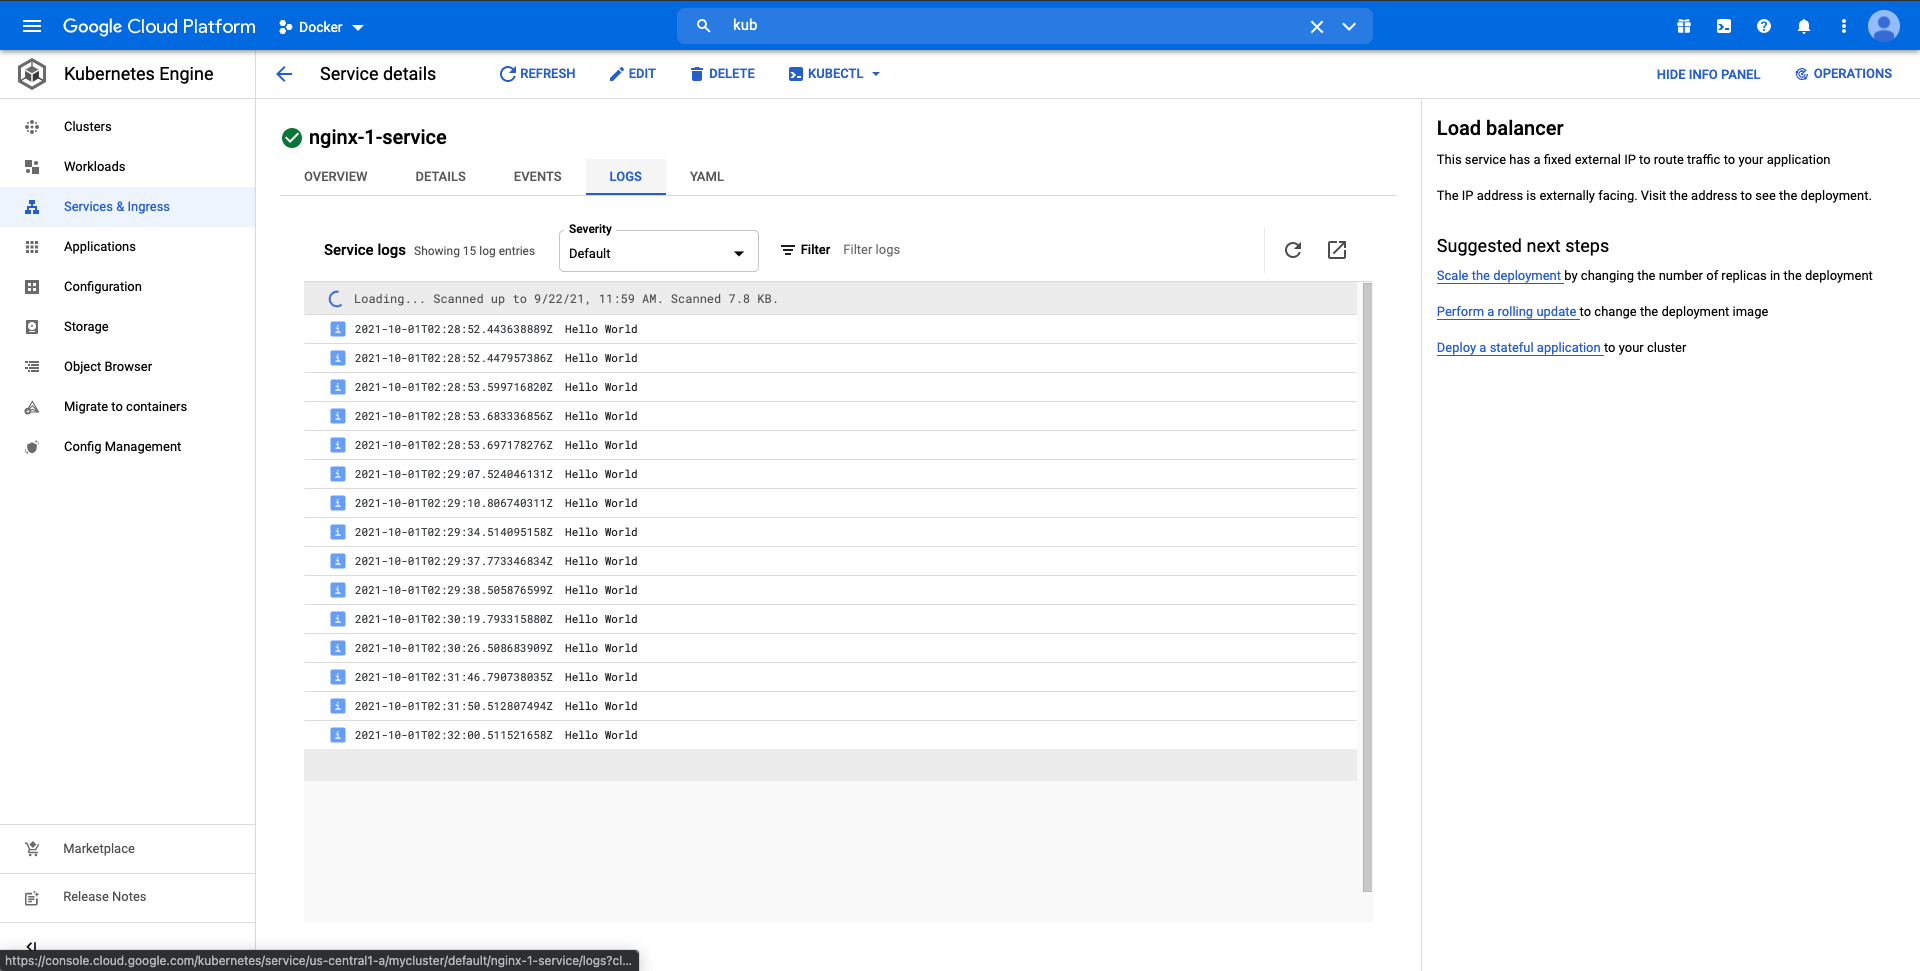 Google Cloud Platform
Docker
kub
Kubernetes Engine
Service details
REFRESH
EDIT
DELETE
KUBECTL
HIDE INFO PANEL
OPERATIONS
Clusters
Workloads
Services & Ingress
Applications
Configuration
Storage
Object Browser
Migrate to containers
Config Management
Marketplace
Release Notes
nginx-1-service
OVERVIEW
DETAILS
EVENTS
LOGS
YAML
Service logs Showing 15 log entries
Severity
Default
Filter Filter logs
Loading... Scanned up to 9/22/21, 11:59 AM. Scanned 7.8 KB.
2021-10-01T02:28:52.443638889Z Hello World
2021-10-01T02:28:52.447957386Z Hello World
2021-10-01T02:28:53.599716820Z Hello World
2021-10-01T02:28:53.683336856Z Hello World
2021-10-01T02:28:53.697178276Z Hello World
2021-10-01T02:29:07.524046131Z Hello World
2021-10-01T02:29:10.806740311Z Hello World
2021-10-01T02:29:34.514095158Z Hello World
2021-10-01T02:29:37.773346834Z Hello World
2021-10-01T02:29:38.505876599Z Hello World
2021-10-01T02:30:19.793315880Z Hello World
2021-10-01T02:30:26.508683909Z Hello World
2021-10-01T02:31:46.790738035Z Hello World
2021-10-01T02:31:50.512807494Z Hello World
2021-10-01T02:32:00.511521658Z Hello World
Load balancer
This service has a fixed external IP to route traffic to your application
The IP address is externally facing. Visit the address to see the deployment.
Suggested next steps
Scale the deployment by changing the number of replicas in the deployment
Perform a rolling update to change the deployment image
Deploy a stateful application to your cluster
https://console.cloud.google.com/kubernetes/service/us-central1-a/mycluster/default/nginx-1-service/logs?cl...